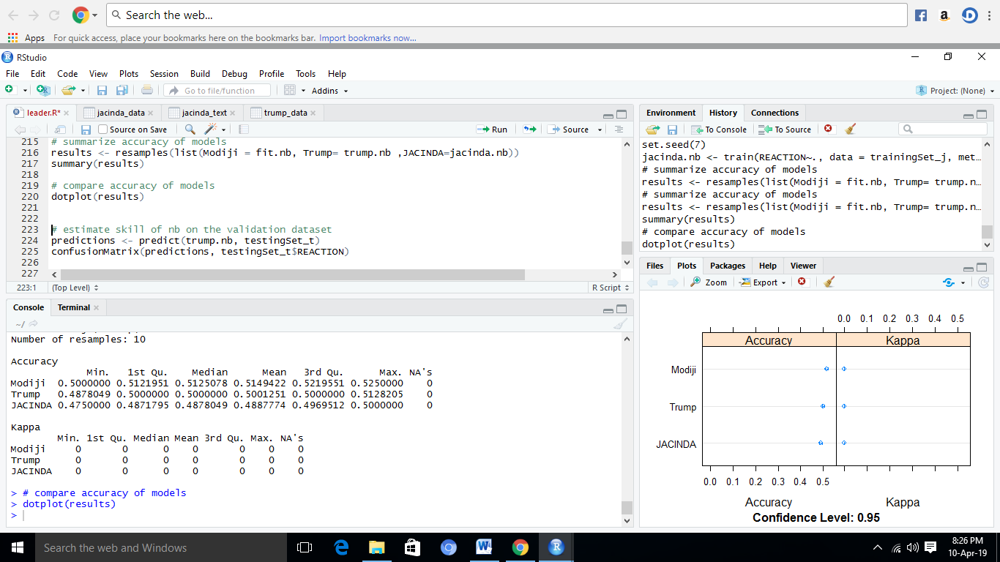 Search the web...
Apps For quick access, place your bookmarks here on the bookmarks bar. Import bookmarks now...
RStudio
File Edit Code View Plots Session Build Debug Profile Tools Help
Go to file/function Addins Project: (None)
leader.R* jacinda_data jacinda_text trump_data
Source on Save Run Source
215 # summarize accuracy of models
216 results <- resamples(list(Modiji = fit.nb, Trump= trump.nb ,JACINDA=jacinda.nb))
217 summary(results)
218
219 # compare accuracy of models
220 dotplot(results)
221
222
223 # estimate skill of nb on the validation dataset
224 predictions <- predict(trump.nb, testingSet_t)
225 confusionMatrix(predictions, testingSet_t$REACTION)
226
227
223:1 (Top Level) R Script
Console Terminal
~/
Number of resamples: 10
Accuracy
Min. 1st Qu. Median Mean 3rd Qu. Max. NA's
Modiji 0.5000000 0.5121951 0.5125078 0.5149422 0.5219551 0.5250000 0
Trump 0.4878049 0.5000000 0.5000000 0.5001251 0.5000000 0.5128205 0
JACINDA 0.4750000 0.4871795 0.4878049 0.4887774 0.4969512 0.5000000 0
Kappa
Min. 1st Qu. Median Mean 3rd Qu. Max. NA's
Modiji 0 0 0 0 0 0 0
Trump 0 0 0 0 0 0 0
JACINDA 0 0 0 0 0 0 0
> # compare accuracy of models
> dotplot(results)
>
Environment History Connections
To Console To Source
set.seed(7)
jacinda.nb <- train(REACTION~., data = trainingSet_j, met...
# summarize accuracy of models
results <- resamples(list(Modiji = fit.nb, Trump= trump.n...
# summarize accuracy of models
results <- resamples(list(Modiji = fit.nb, Trump= trump.n...
summary(results)
# compare accuracy of models
dotplot(results)
Files Plots Packages Help Viewer
Zoom Export
0.0 0.1 0.2 0.3 0.4 0.5
Accuracy Kappa
Modiji
Trump
JACINDA
0.0 0.1 0.2 0.3 0.4 0.5
Accuracy Kappa
Confidence Level: 0.95
Search the web and Windows
8:26 PM
10-Apr-19